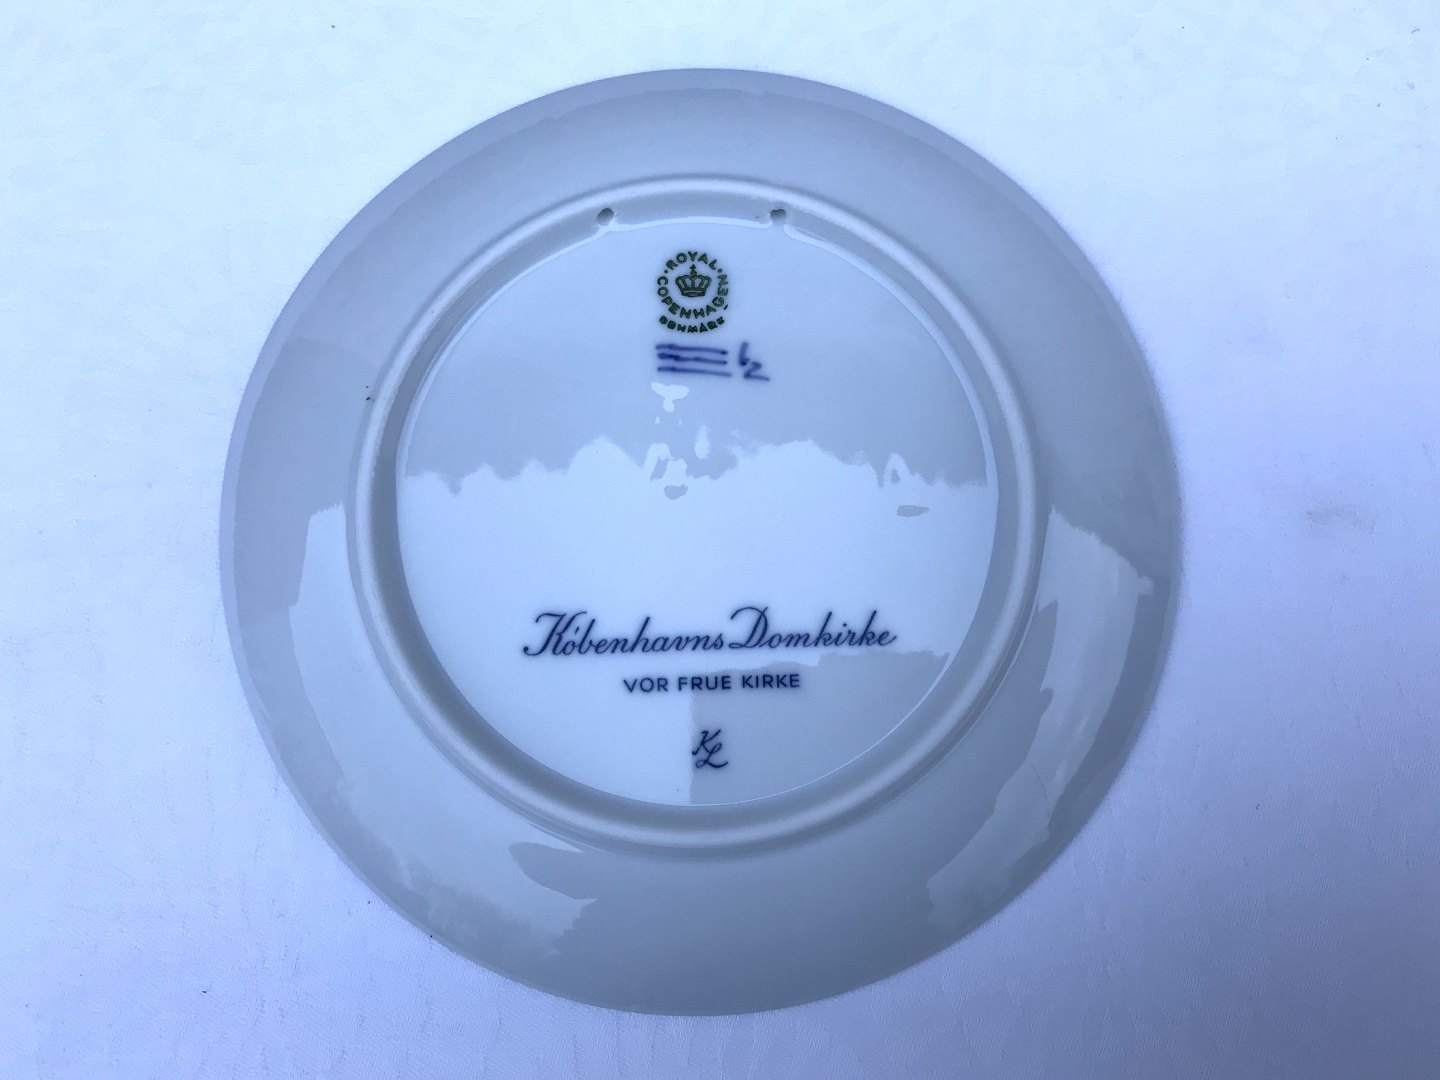 ROYAL
COPENHAGEN
DENMARK
Københavns Domkirke
VOR FRUE KIRKE
KL